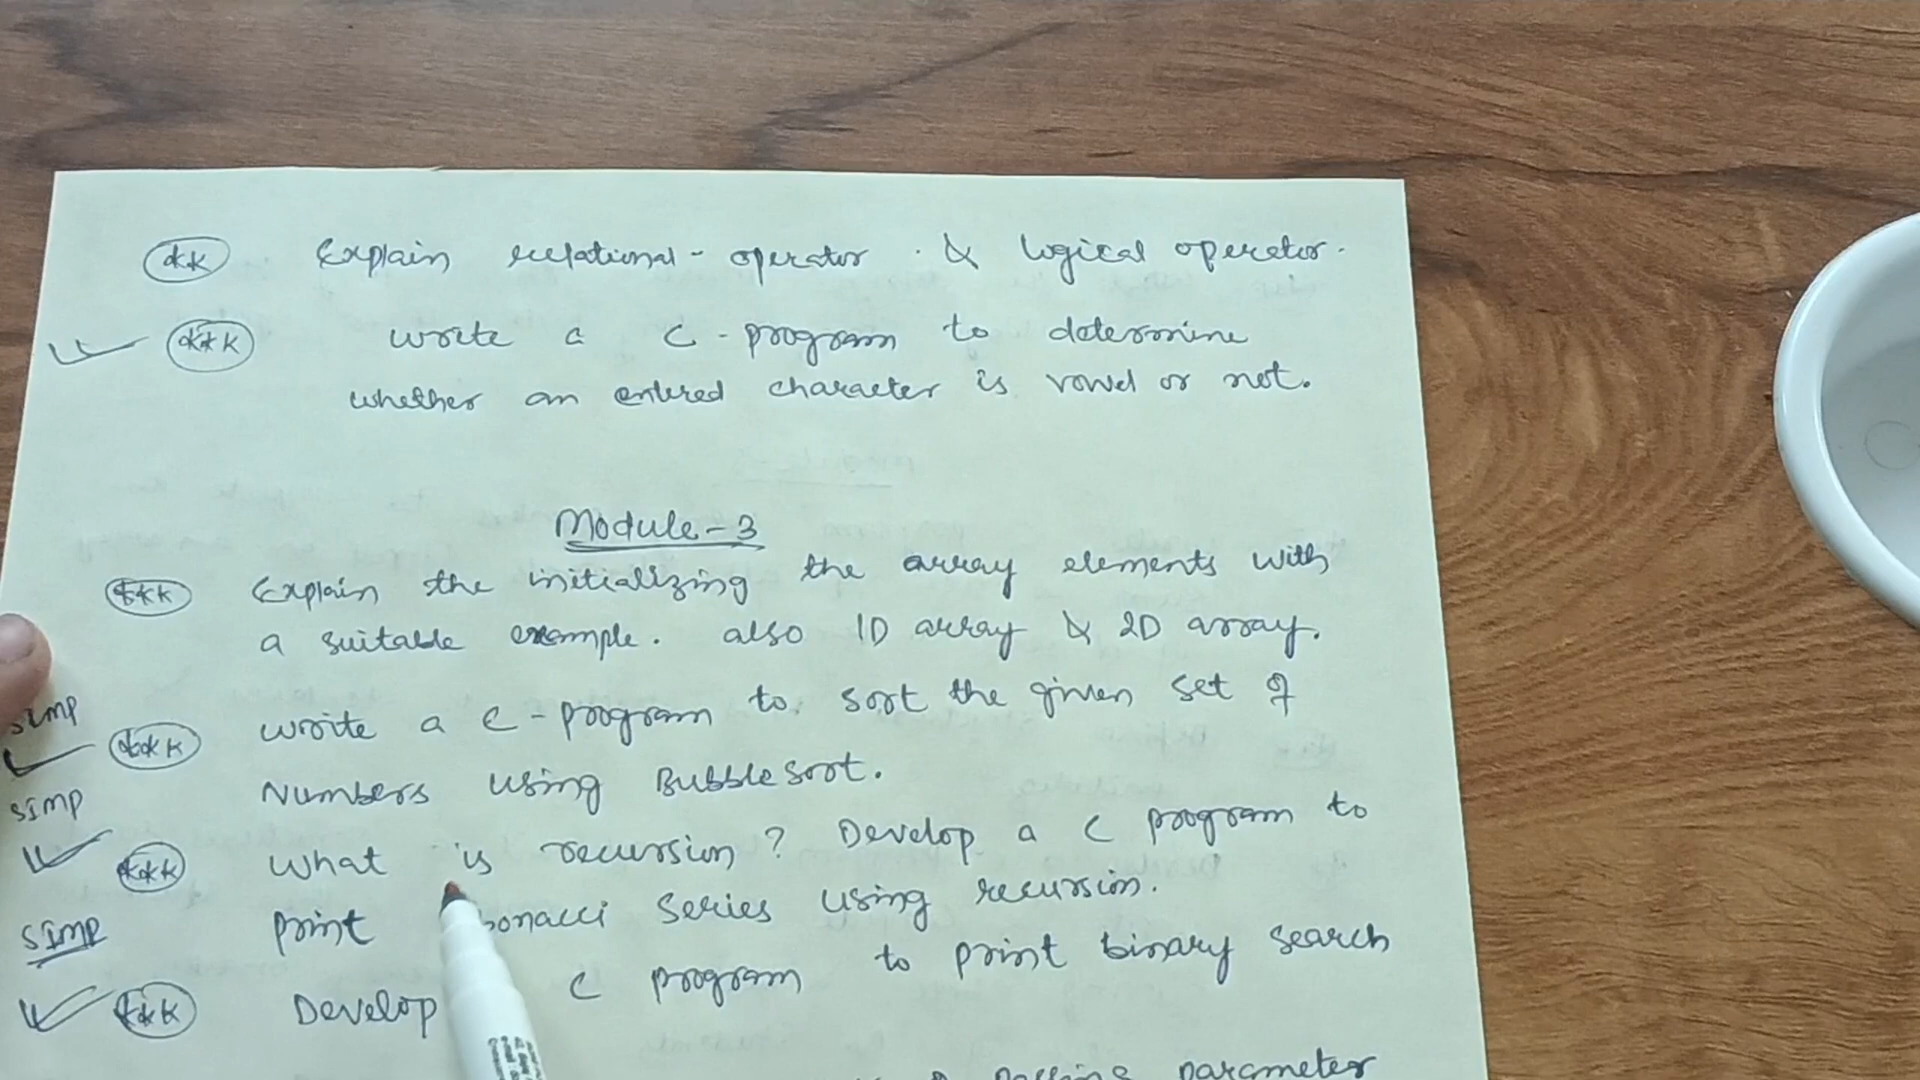 ** Explain relational - operator & logical operator.
*** write a C - program to determine
whether an entered character is vowel or not.
Module - 3
*** Explain the initializing the array elements with
a suitable example. also 1D array & 2D array.
SIMP
*** write a C - program to sort the given set of
Numbers using Bubble sort.
SIMP
*** What is recursion? Develop a C program to
print bonacci series using recursion.
SIMP
*** Develop C program to print binary search
passing parameter